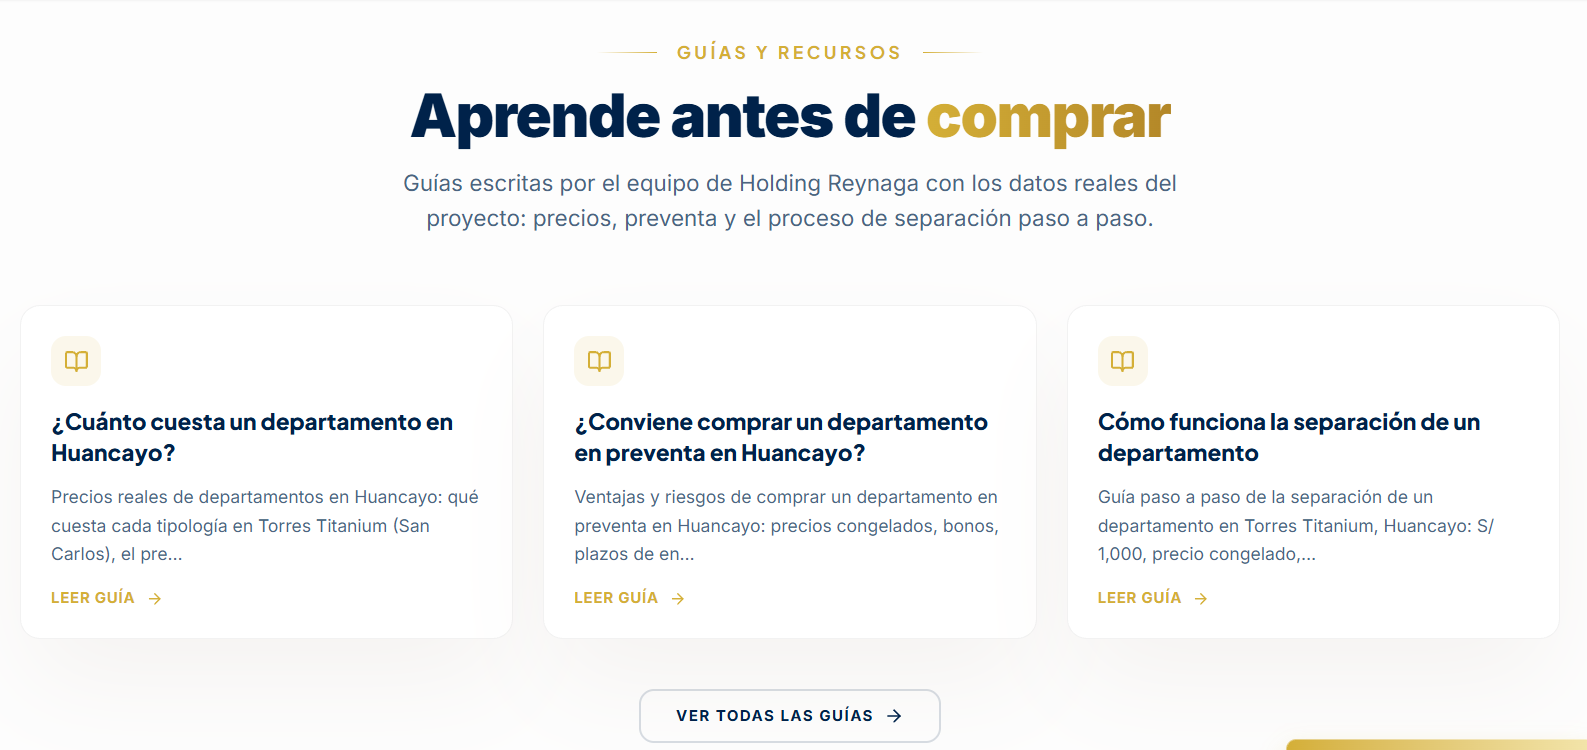 GUÍAS Y RECURSOS
Aprende antes de comprar
Guías escritas por el equipo de Holding Reynaga con los datos reales del
proyecto: precios, preventa y el proceso de separación paso a paso.
¿Cuánto cuesta un departamento en
Huancayo?
Precios reales de departamentos en Huancayo: qué
cuesta cada tipología en Torres Titanium (San
Carlos), el pre...
LEER GUÍA →
¿Conviene comprar un departamento
en preventa en Huancayo?
Ventajas y riesgos de comprar un departamento en
preventa en Huancayo: precios congelados, bonos,
plazos de en...
LEER GUÍA →
Cómo funciona la separación de un
departamento
Guía paso a paso de la separación de un
departamento en Torres Titanium, Huancayo: S/
1,000, precio congelado,...
LEER GUÍA →
VER TODAS LAS GUÍAS →